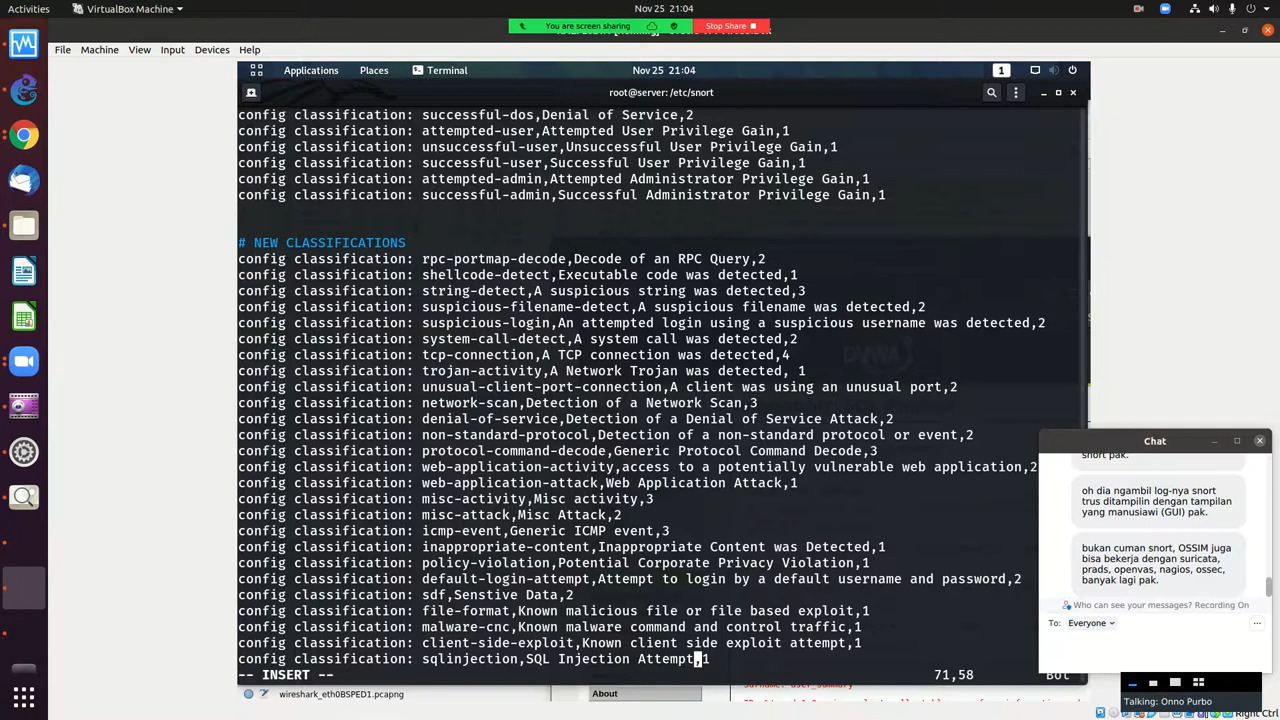 Activities
VirtualBox Machine
Nov 25 21:04
You are screen sharing
Stop Share
File Machine View Input Devices Help
Applications Places Terminal
Nov 25 21:04
1
root@server: /etc/snort
config classification: successful-dos,Denial of Service,2
config classification: attempted-user,Attempted User Privilege Gain,1
config classification: unsuccessful-user,Unsuccessful User Privilege Gain,1
config classification: successful-user,Successful User Privilege Gain,1
config classification: attempted-admin,Attempted Administrator Privilege Gain,1
config classification: successful-admin,Successful Administrator Privilege Gain,1
# NEW CLASSIFICATIONS
config classification: rpc-portmap-decode,Decode of an RPC Query,2
config classification: shellcode-detect,Executable code was detected,1
config classification: string-detect,A suspicious string was detected,3
config classification: suspicious-filename-detect,A suspicious filename was detected,2
config classification: suspicious-login,An attempted login using a suspicious username was detected,2
config classification: system-call-detect,A system call was detected,2
config classification: tcp-connection,A TCP connection was detected,4
config classification: trojan-activity,A Network Trojan was detected, 1
config classification: unusual-client-port-connection,A client was using an unusual port,2
config classification: network-scan,Detection of a Network Scan,3
config classification: denial-of-service,Detection of a Denial of Service Attack,2
config classification: non-standard-protocol,Detection of a non-standard protocol or event,2
config classification: protocol-command-decode,Generic Protocol Command Decode,3
config classification: web-application-activity,access to a potentially vulnerable web application,2
config classification: web-application-attack,Web Application Attack,1
config classification: misc-activity,Misc activity,3
config classification: misc-attack,Misc Attack,2
config classification: icmp-event,Generic ICMP event,3
config classification: inappropriate-content,Inappropriate Content was Detected,1
config classification: policy-violation,Potential Corporate Privacy Violation,1
config classification: default-login-attempt,Attempt to login by a default username and password,2
config classification: sdf,Senstive Data,2
config classification: file-format,Known malicious file or file based exploit,1
config classification: malware-cnc,Known malware command and control traffic,1
config classification: client-side-exploit,Known client side exploit attempt,1
config classification: sqlinjection,SQL Injection Attempt,1
-- INSERT --
71,58
Bot
wireshark_eth0BSPED1.pcapng
About
Chat
snort pak.
oh dia ngambil log-nya snort
trus ditampilin dengan tampilan
yang manusiawi (GUI) pak.
bukan cuman snort, OSSIM juga
bisa bekerja dengan suricata,
prads, openvas, nagios, ossec,
banyak lagi pak.
Who can see your messages? Recording On
To: Everyone
Talking: Onno Purbo
Right Ctrl